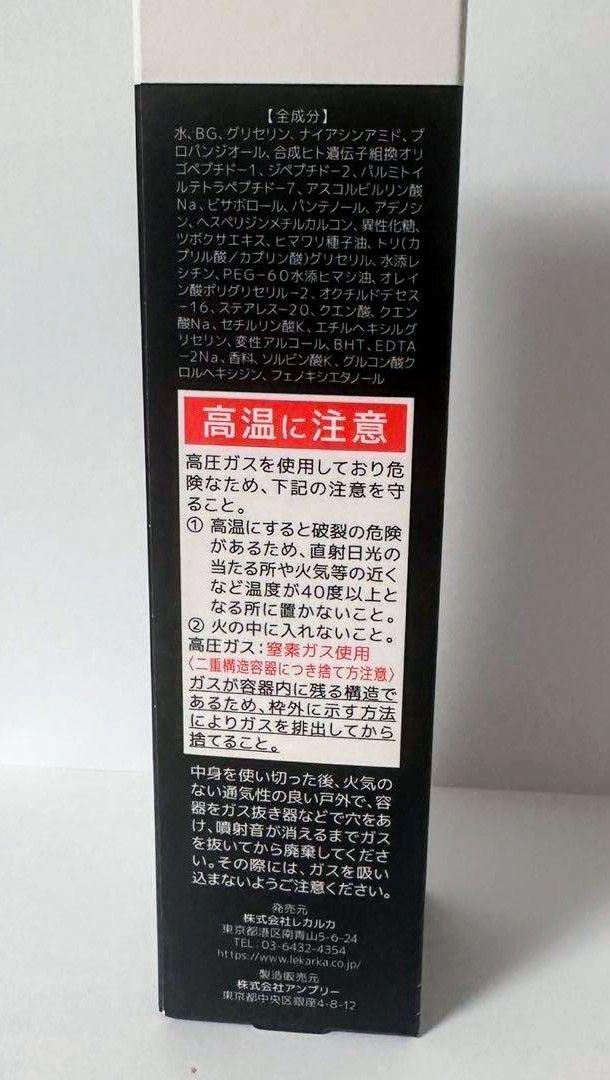 【全成分】
水、BG、グリセリン、ナイアシンアミド、プ
ロパンジオール、合成ヒト遺伝子組換オリ
ゴペプチド-1、ジペプチド-2、パルミトイ
ルテトラペプチド-7、アスコルビルリン酸
Na、ビサボロール、パンテノール、アデノシ
ン、ヘスペリジンメチルカルコン、異性化糖、
ツボクサエキス、ヒマワリ種子油、トリ(カ
プリル酸/カプリン酸)グリセリル、水添レ
シチン、PEG-60水添ヒマシ油、オレイ
ン酸ポリグリセリル-2、オクチルドデセス
-16、ステアレス-20、クエン酸、クエン
酸Na、セチルリン酸K、エチルヘキシルグ
リセリン、変性アルコール、BHT、EDTA
-2Na、香料、ソルビン酸K、グルコン酸ク
ロルヘキシジン、フェノキシエタノール
高温に注意
高圧ガスを使用しており危
険なため、下記の注意を守
ること。
① 高温にすると破裂の危険
があるため、直射日光の
当たる所や火気等の近く
など温度が40度以上と
なる所に置かないこと。
② 火の中に入れないこと。
高圧ガス:窒素ガス使用
〈二重構造容器につき捨て方注意〉
ガスが容器内に残る構造で
あるため、枠外に示す方法
によりガスを排出してから
捨てること。
中身を使い切った後、火気の
ない通気性の良い戸外で、容
器をガス抜き器などで穴をあ
け、噴射音が消えるまでガス
を抜いてから廃棄してくださ
い。その際には、ガスを吸い
込まないようご注意ください。
発売元
株式会社レカルカ
東京都港区南青山5-6-24
TEL:03-6432-4354
https://www.lekarka.co.jp/
製造販売元
株式会社アンプリー
東京都中央区銀座4-8-12